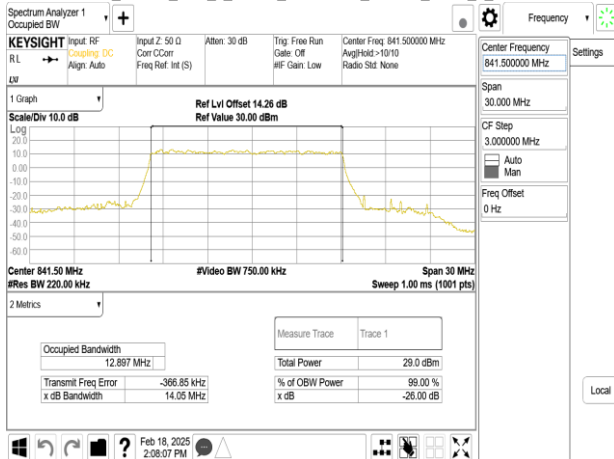 Spectrum Analyzer 1
Occupied BW
+
Frequency
KEYSIGHT
RL
LXI
Input: RF
Coupling: DC
Align: Auto
Input Z: 50 Ω
Corr CCorr
Freq Ref: Int (S)
Atten: 30 dB
Trig: Free Run
Gate: Off
#IF Gain: Low
Center Freq: 841.500000 MHz
Avg|Hold:>10/10
Radio Std: None
Center Frequency
841.500000 MHz
Settings
Span
30.000 MHz
CF Step
3.000000 MHz
Auto
Man
Freq Offset
0 Hz
Local
1 Graph
Scale/Div 10.0 dB
Ref Lvl Offset 14.26 dB
Ref Value 30.00 dBm
Log
20.0
10.0
0.00
-10.0
-20.0
-30.0
-40.0
-50.0
-60.0
Center 841.50 MHz
#Video BW 750.00 kHz
Span 30 MHz
#Res BW 220.00 kHz
Sweep 1.00 ms (1001 pts)
2 Metrics
Measure Trace Trace 1
Occupied Bandwidth
12.897 MHz
Total Power 29.0 dBm
Transmit Freq Error -366.85 kHz
% of OBW Power 99.00 %
x dB Bandwidth 14.05 MHz
x dB -26.00 dB
?
Feb 18, 2025
2:08:07 PM